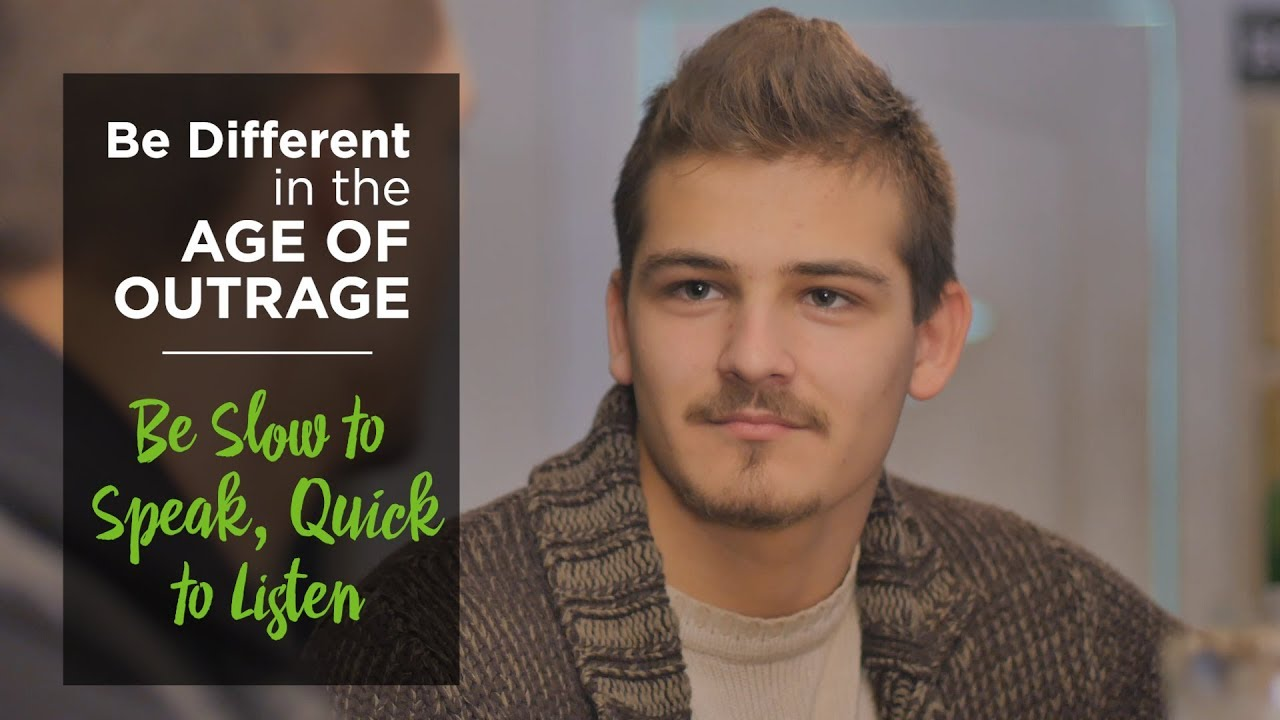 Be Different
in the
AGE OF
OUTRAGE
Be Slow to
Speak, Quick
to Listen